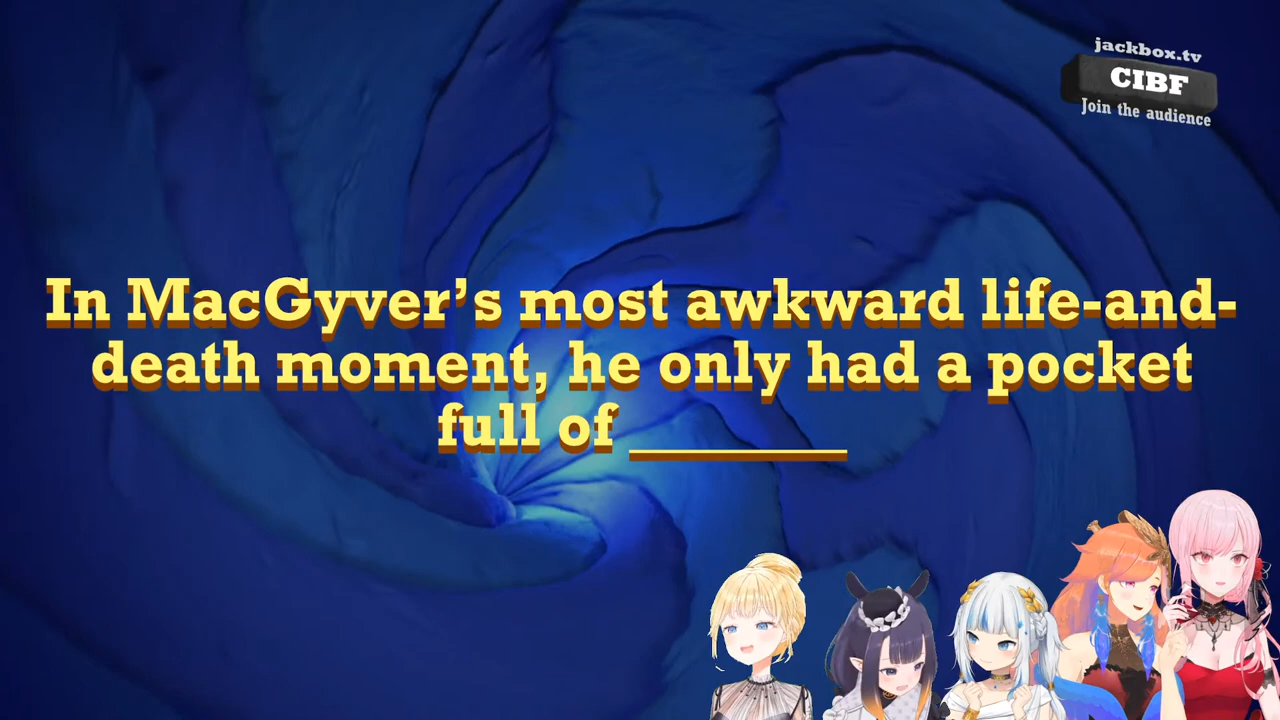 jackbox.tv
CIBF
Join the audience
In MacGyver's most awkward life-and-
death moment, he only had a pocket
full of ________